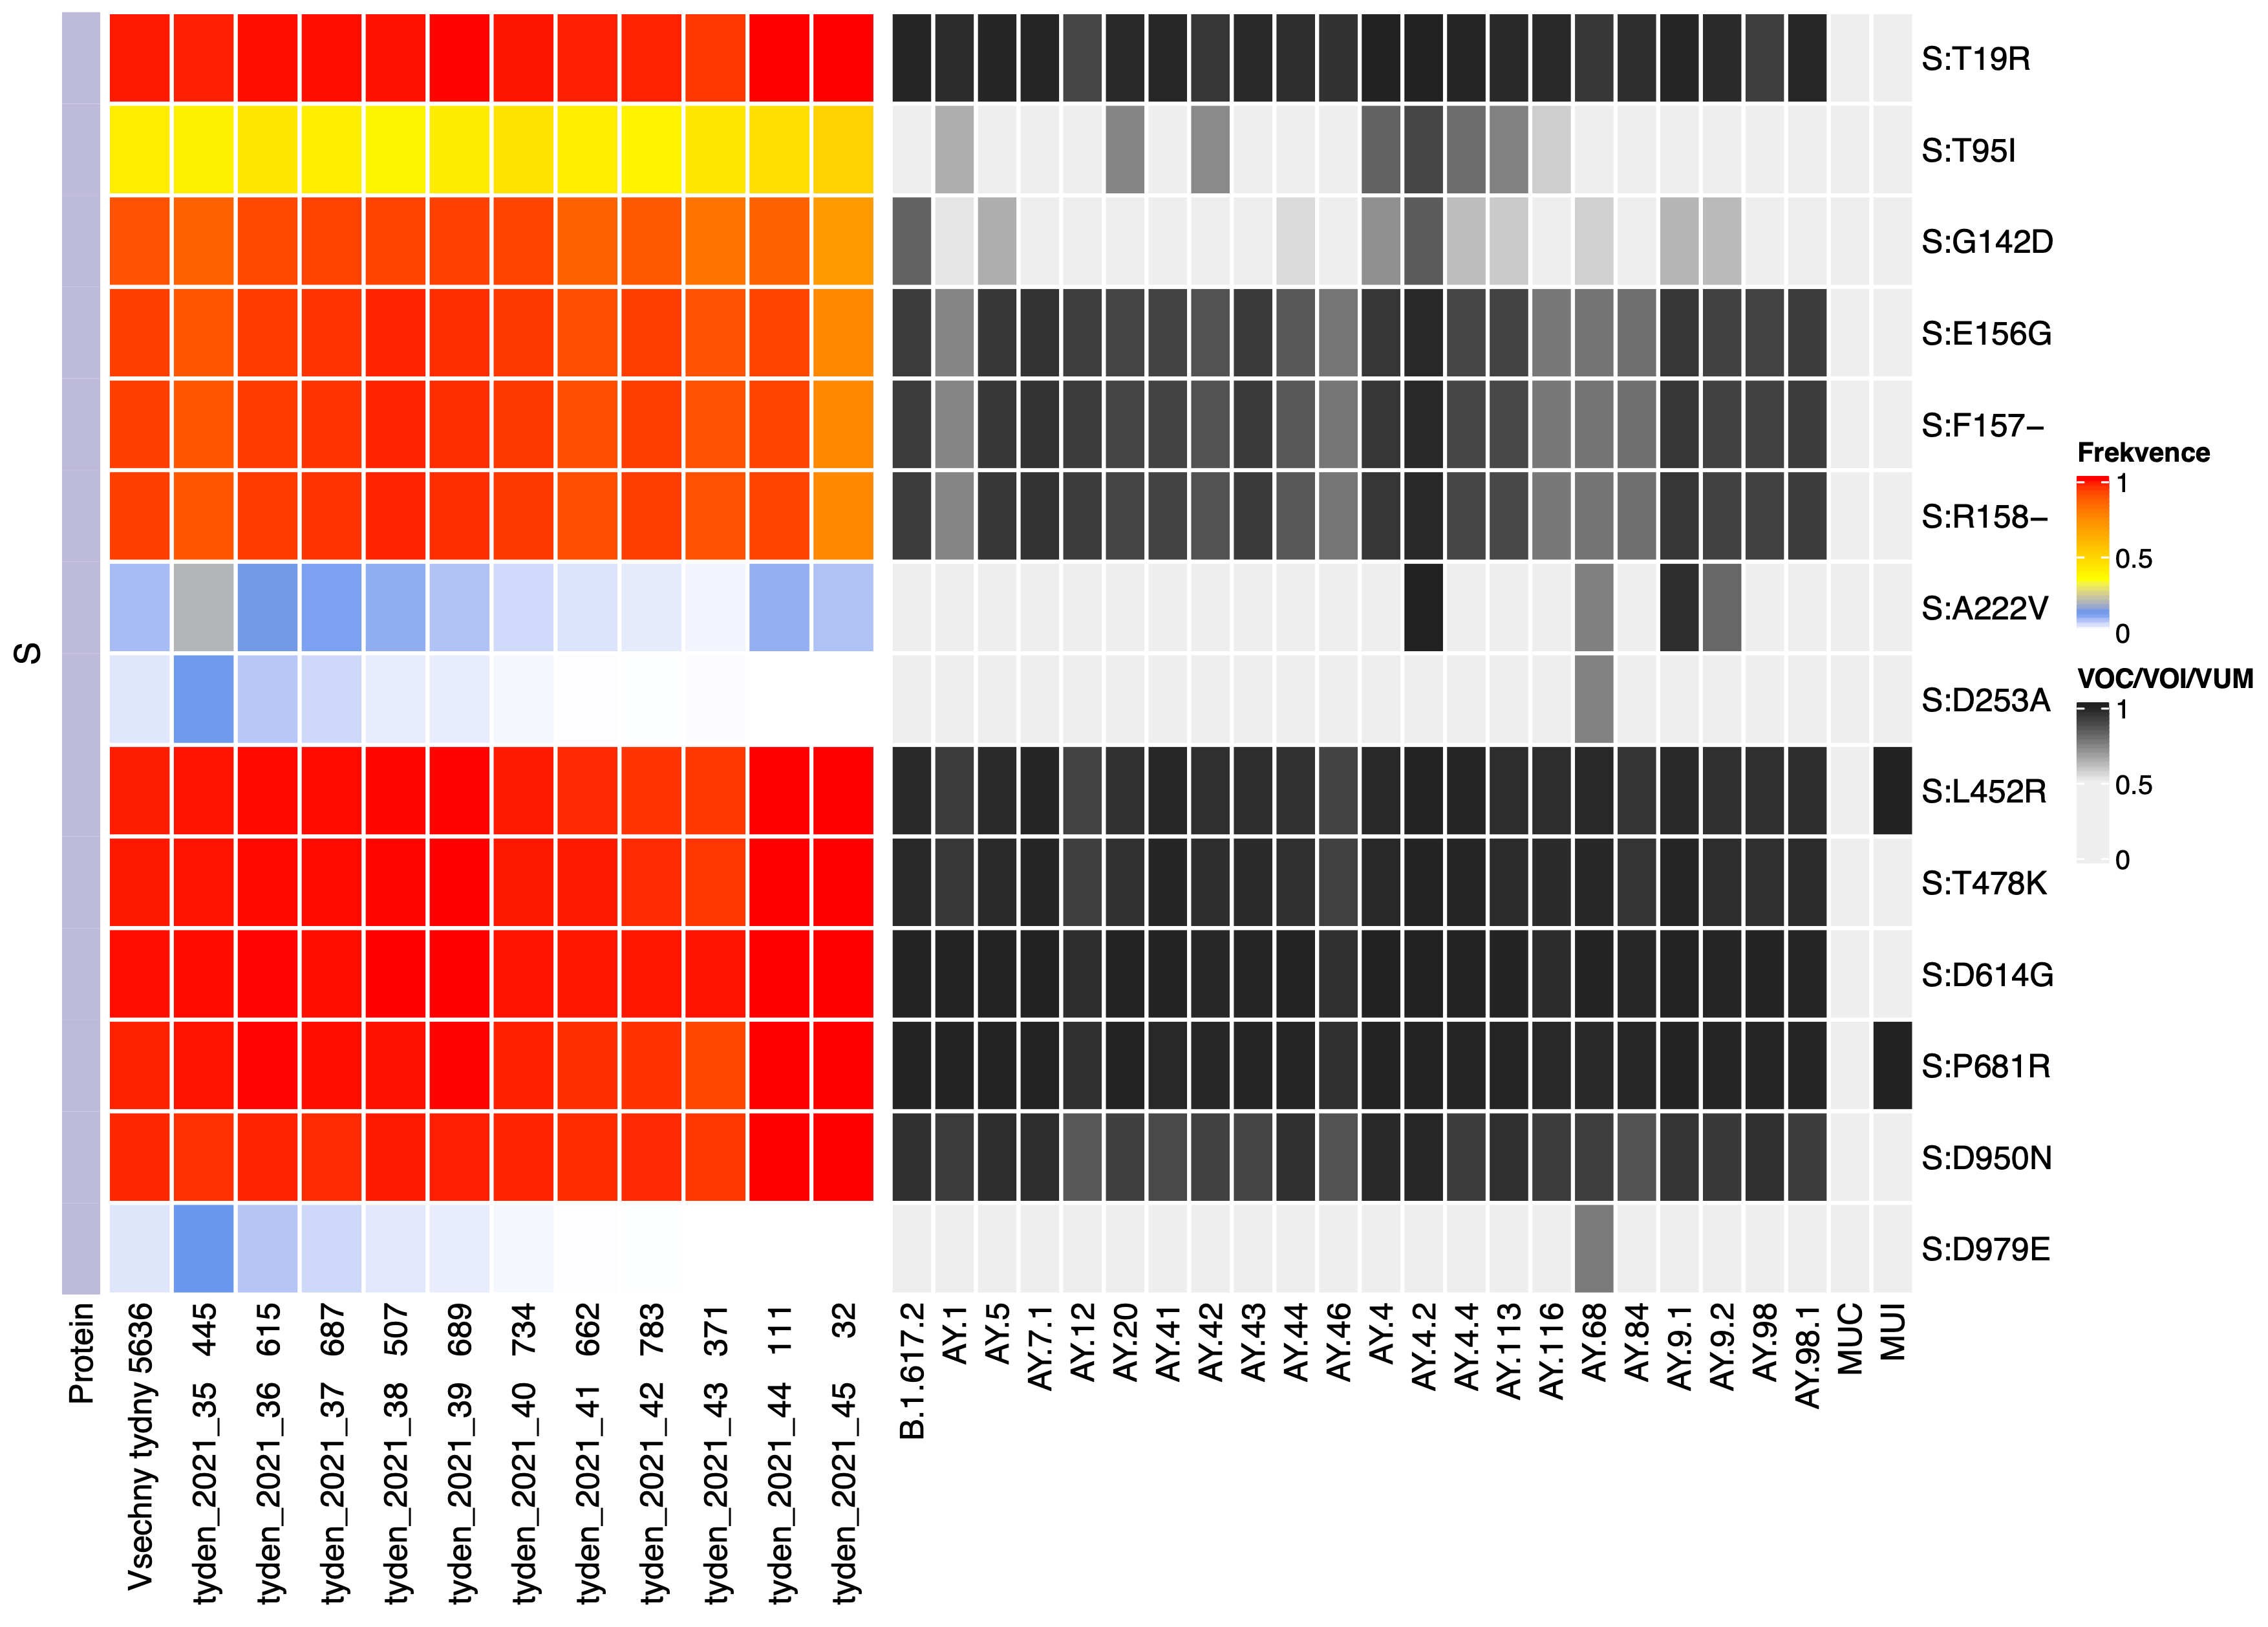 S
S:T19R
S:T95I
S:G142D
S:E156G
S:F157−
S:R158−
S:A222V
S:D253A
S:L452R
S:T478K
S:D614G
S:P681R
S:D950N
S:D979E
Protein
Vsechny tydny 5636
tyden_2021_35 445
tyden_2021_36 615
tyden_2021_37 687
tyden_2021_38 507
tyden_2021_39 689
tyden_2021_40 734
tyden_2021_41 662
tyden_2021_42 783
tyden_2021_43 371
tyden_2021_44 111
tyden_2021_45 32
B.1.617.2
AY.1
AY.5
AY.7.1
AY.12
AY.20
AY.41
AY.42
AY.43
AY.44
AY.46
AY.4
AY.4.2
AY.4.4
AY.113
AY.116
AY.68
AY.84
AY.9.1
AY.9.2
AY.98
AY.98.1
MUC
MUI
Frekvence
1
0.5
0
VOC/VOI/VUM
1
0.5
0